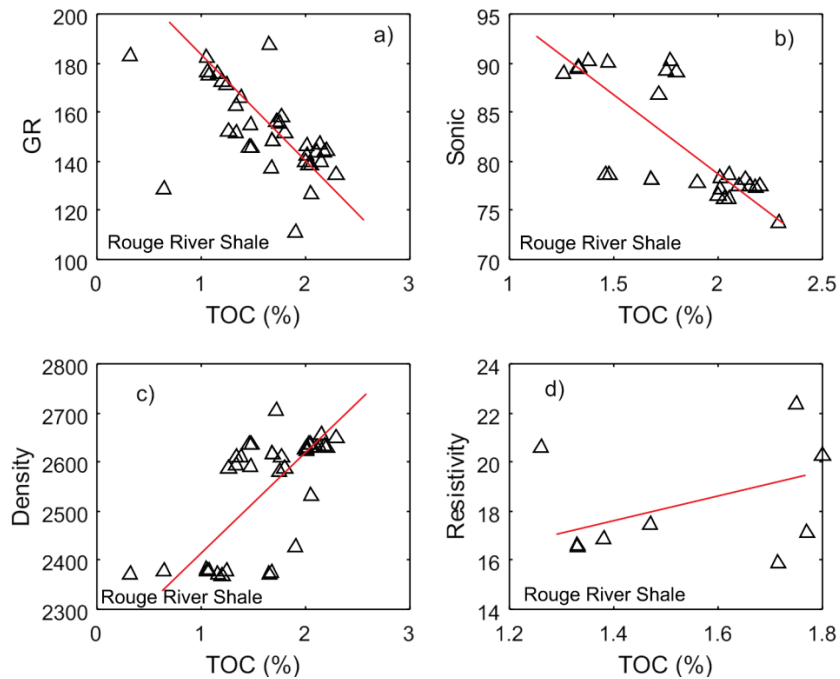 200
180
160
140
120
100
GR
a)
Rouge River Shale
0
1
2
3
TOC (%)
95
90
85
80
75
70
Sonic
b)
Rouge River Shale
1
1.5
2
2.5
TOC (%)
2800
2700
2600
2500
2400
2300
Density
c)
Rouge River Shale
0
1
2
3
TOC (%)
24
22
20
18
16
14
Resistivity
d)
Rouge River Shale
1.2
1.4
1.6
1.8
TOC (%)